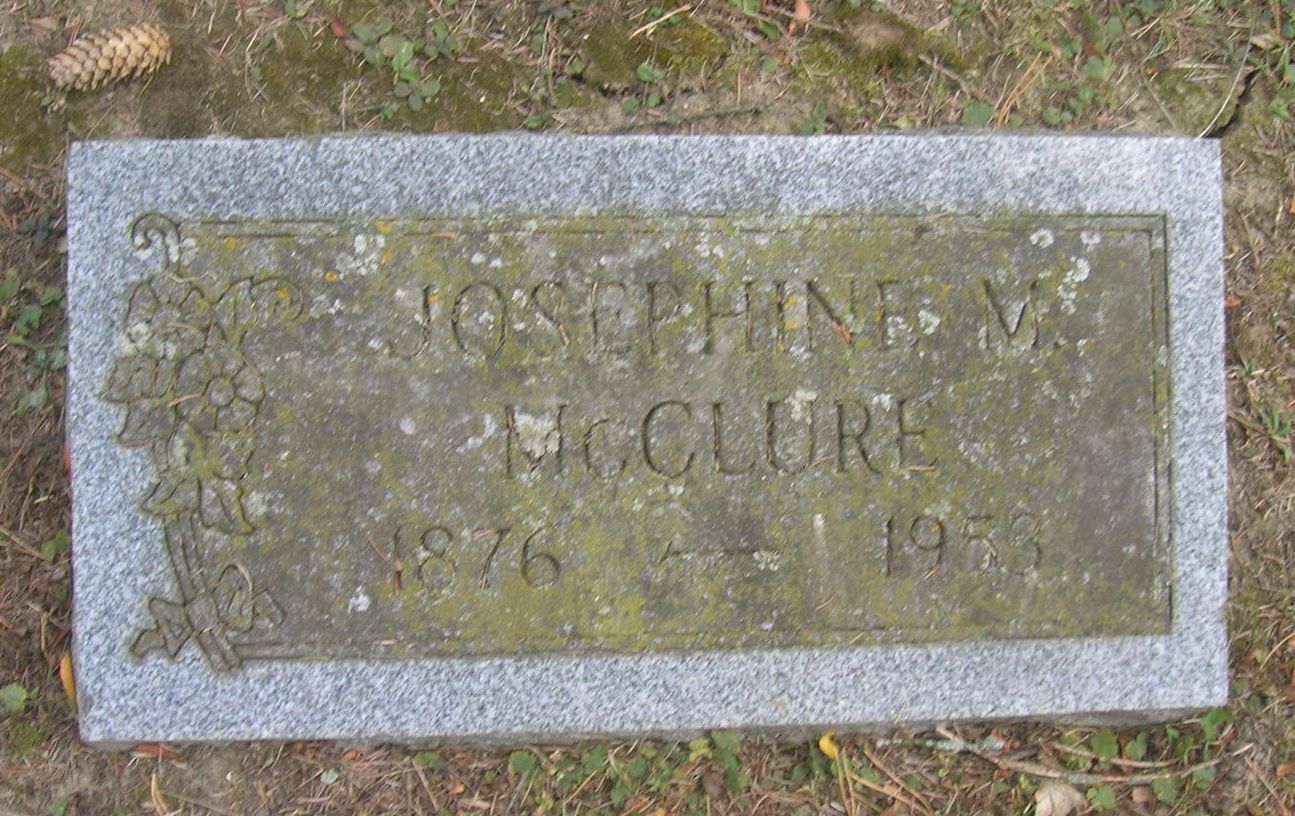 JOSEPHINE M.
McCLURE
1876 — 1953